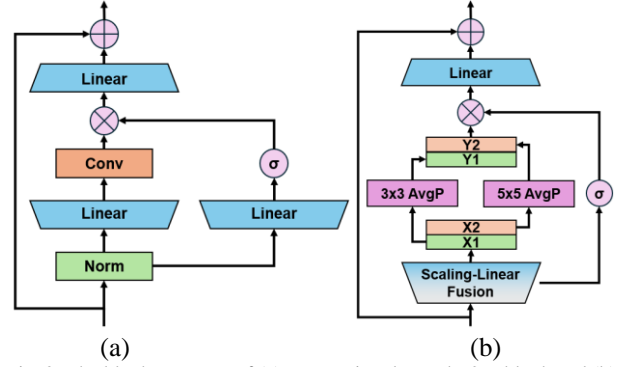 Linear
Conv
σ
Linear
Linear
Norm
(a)
Linear
Y2
Y1
3x3 AvgP
5x5 AvgP
σ
X2
X1
Scaling-Linear
Fusion
(b)